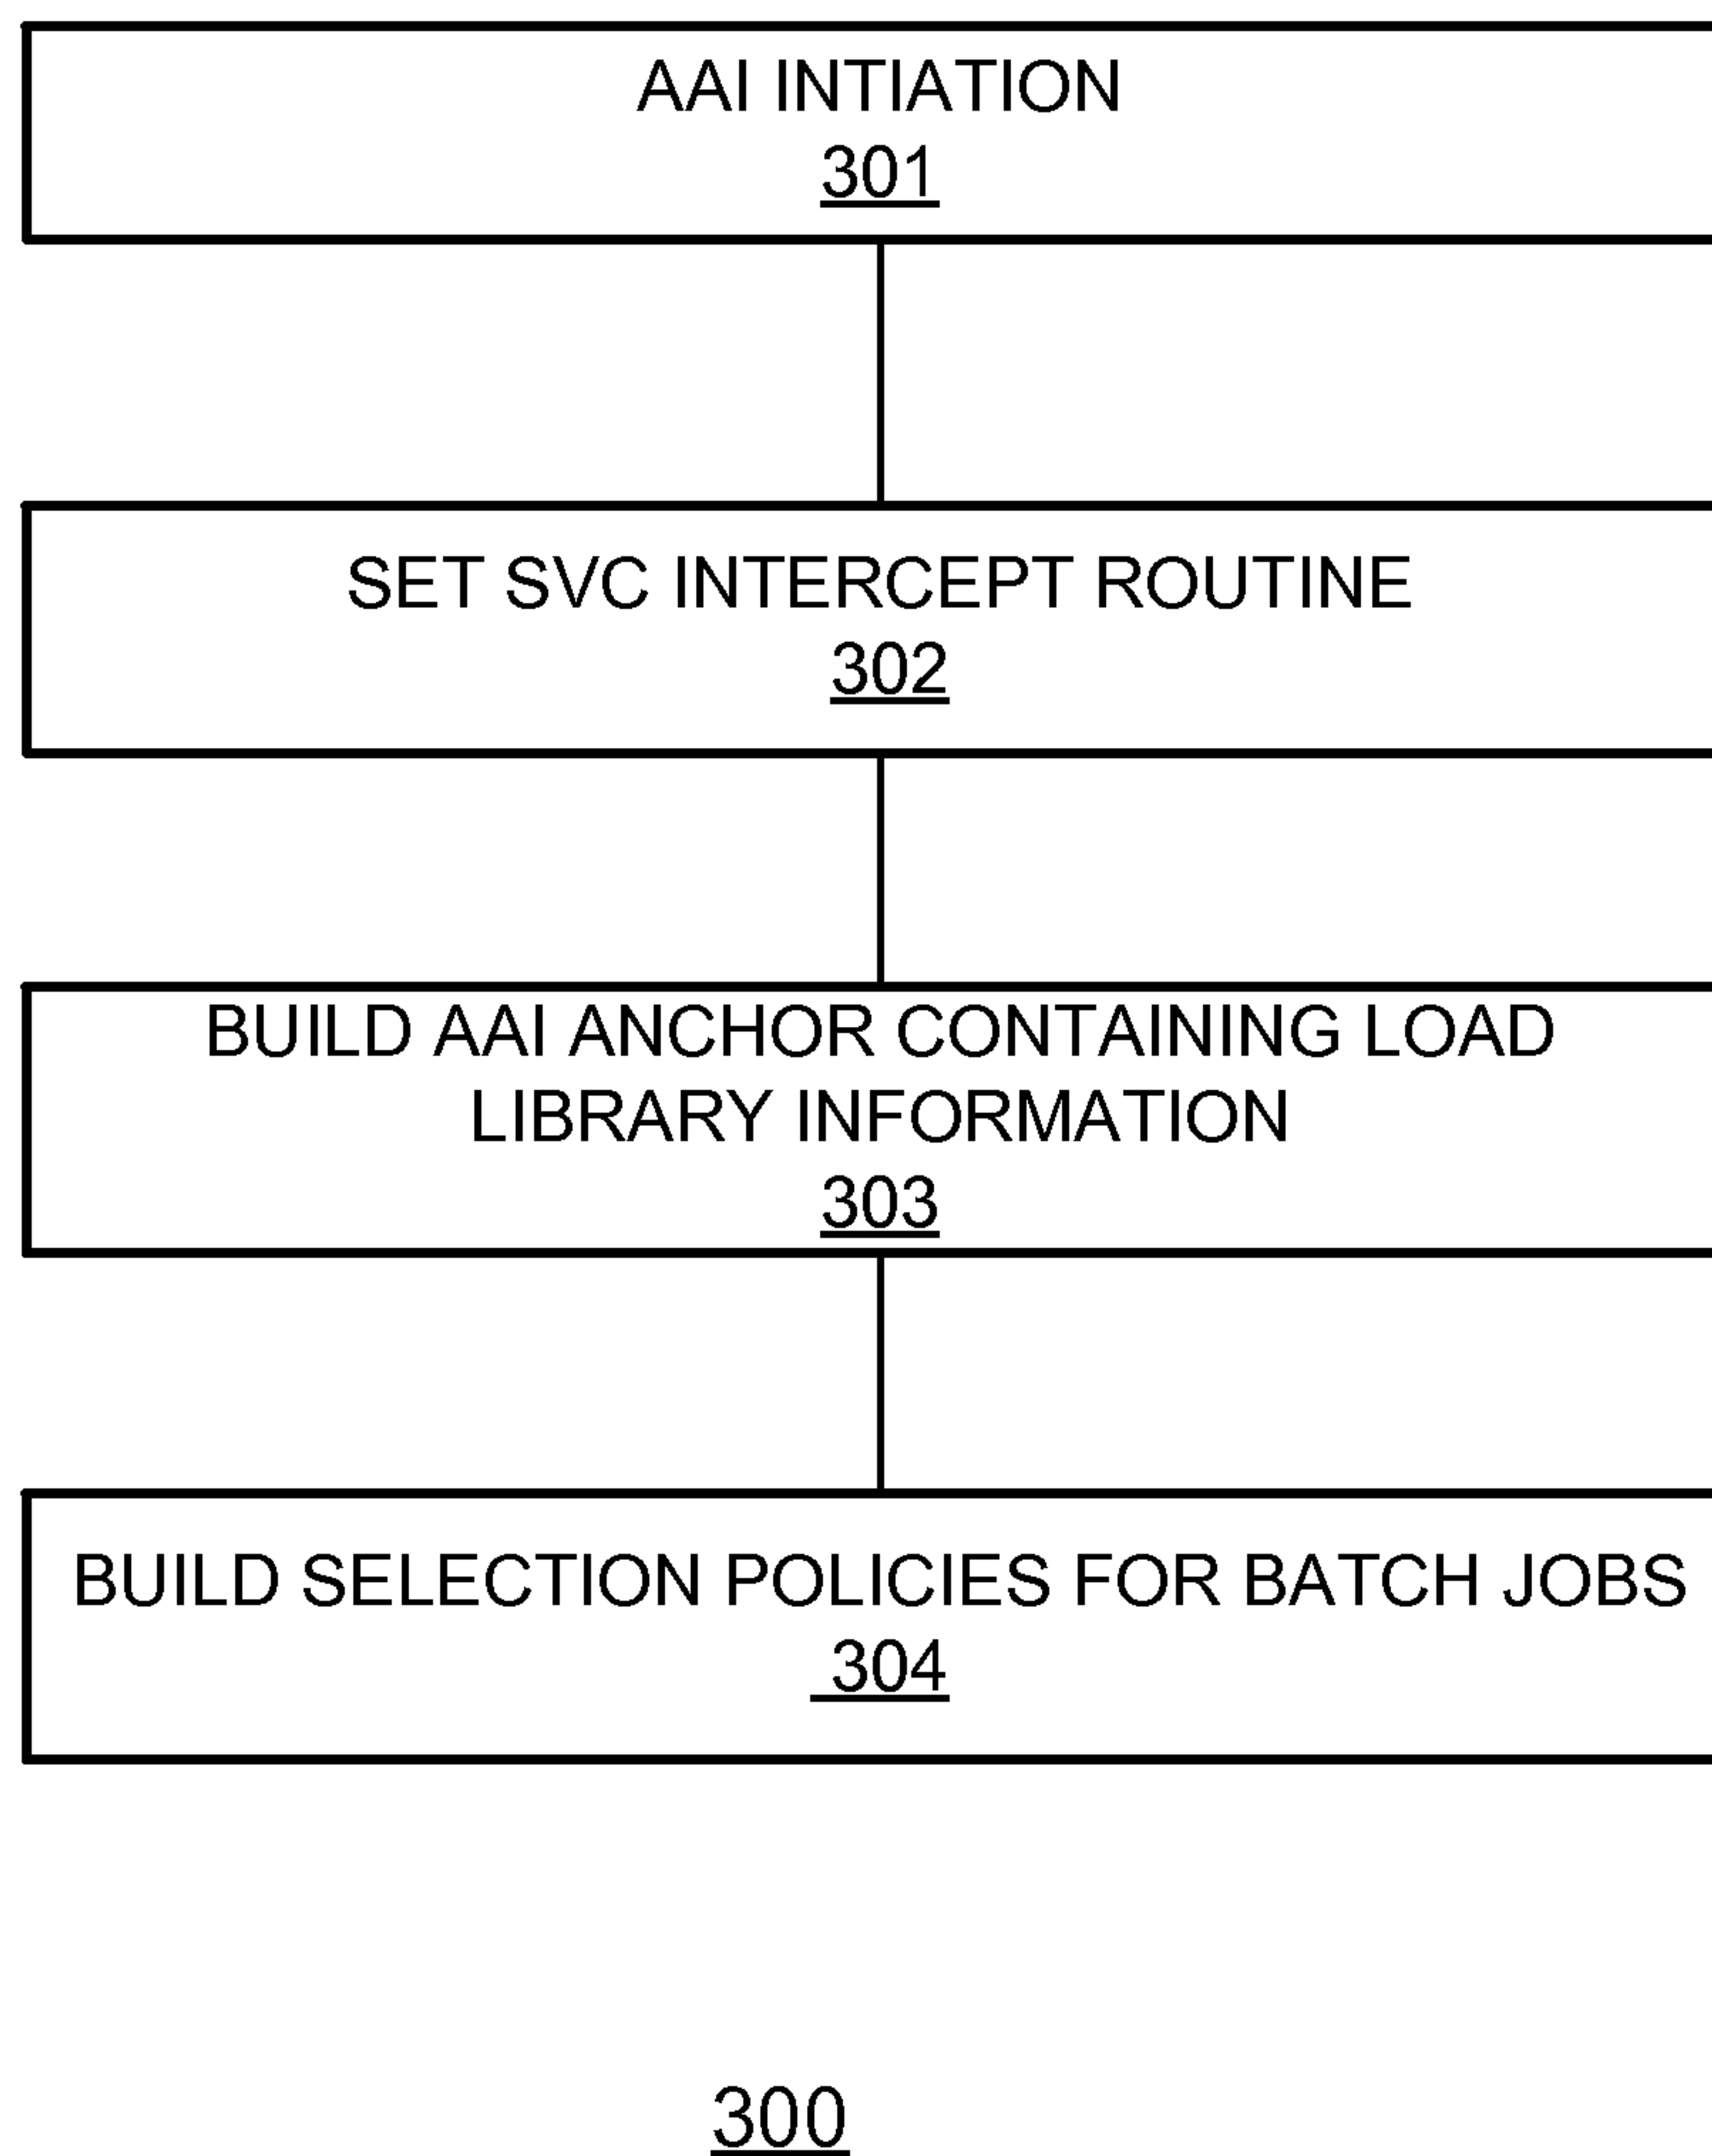 AAI INTIATION
301
SET SVC INTERCEPT ROUTINE
302
BUILD AAI ANCHOR CONTAINING LOAD
LIBRARY INFORMATION
303
BUILD SELECTION POLICIES FOR BATCH JOBS
304
300